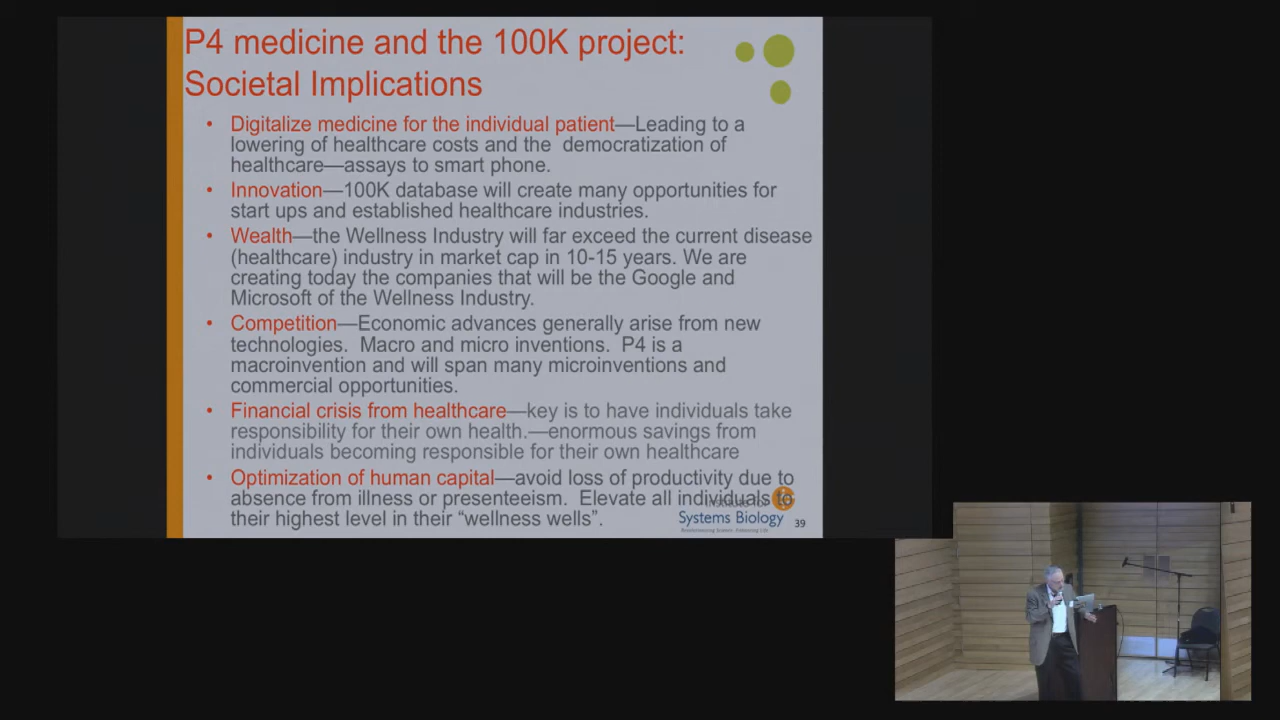 P4 medicine and the 100K project:
Societal Implications
• Digitalize medicine for the individual patient—Leading to a
lowering of healthcare costs and the democratization of
healthcare—assays to smart phone.
• Innovation—100K database will create many opportunities for
start ups and established healthcare industries.
• Wealth—the Wellness Industry will far exceed the current disease
(healthcare) industry in market cap in 10-15 years. We are
creating today the companies that will be the Google and
Microsoft of the Wellness Industry.
• Competition—Economic advances generally arise from new
technologies. Macro and micro inventions. P4 is a
macroinvention and will span many microinventions and
commercial opportunities.
• Financial crisis from healthcare—key is to have individuals take
responsibility for their own health.—enormous savings from
individuals becoming responsible for their own healthcare
• Optimization of human capital—avoid loss of productivity due to
absence from illness or presenteeism. Elevate all individuals to
their highest level in their “wellness wells”.
Institute for
Systems Biology
39